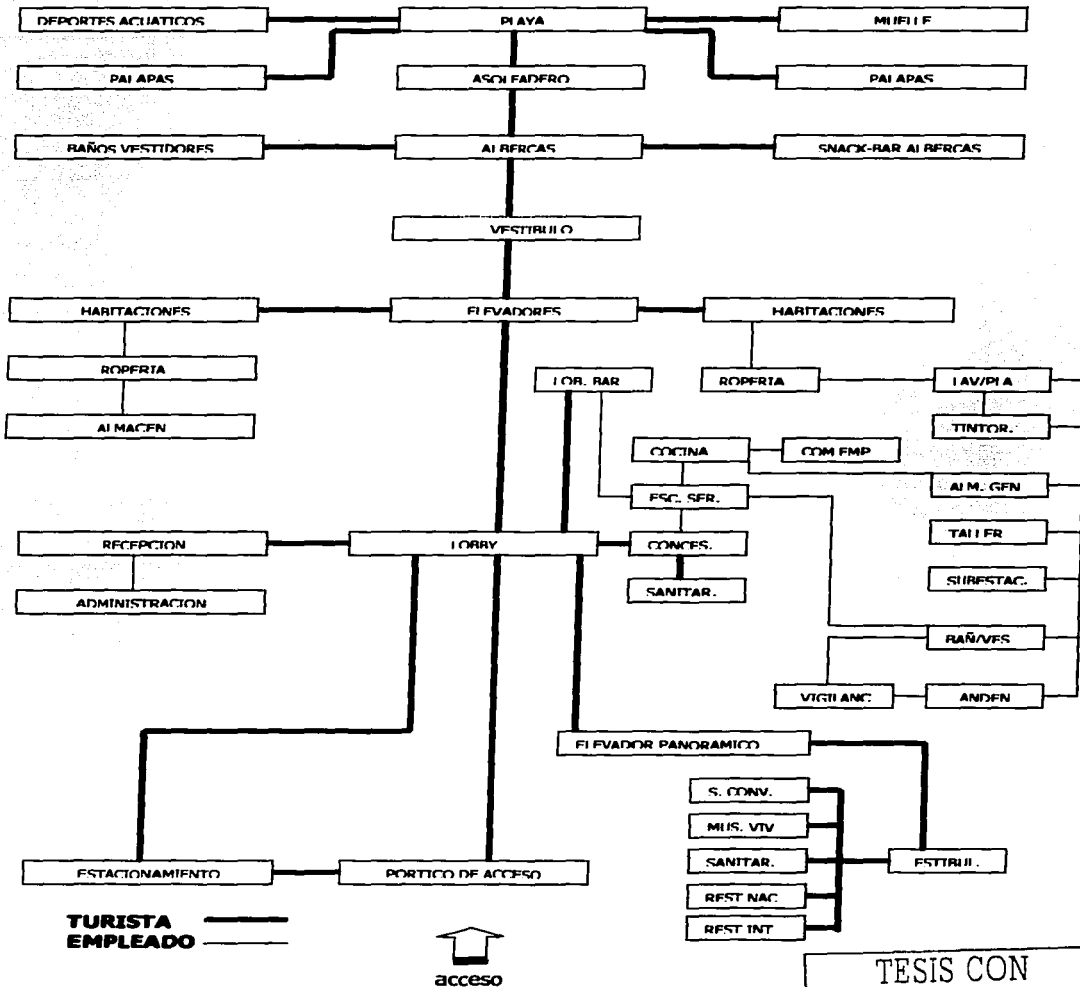 DEPORTES ACUATICOS
PLAYA
MUELLE
PALAPAS
ASOLEADERO
PALAPAS
BAÑOS VESTIDORES
ALBERCAS
SNACK-BAR ALBERCAS
VESTIBULO
HABITACIONES
ELEVADORES
HABITACIONES
ROPERIA
LOB. BAR
ROPERIA
LAV/PLA
ALMACEN
TINTOR.
COCINA
COM EMP
ALM. GEN
ESC. SER.
RECEPCION
LOBBY
CONCES.
TALLER
SUBESTAC.
ADMINISTRACION
SANITAR.
BAÑ/VES
VIGILANC
ANDEN
ELEVADOR PANORAMICO
S. CONV.
MUS. VIV
SANITAR.
ESTIBUL.
ESTACIONAMIENTO
PORTICO DE ACCESO
REST NAC
REST INT
TURISTA
EMPLEADO
acceso
TESIS CON